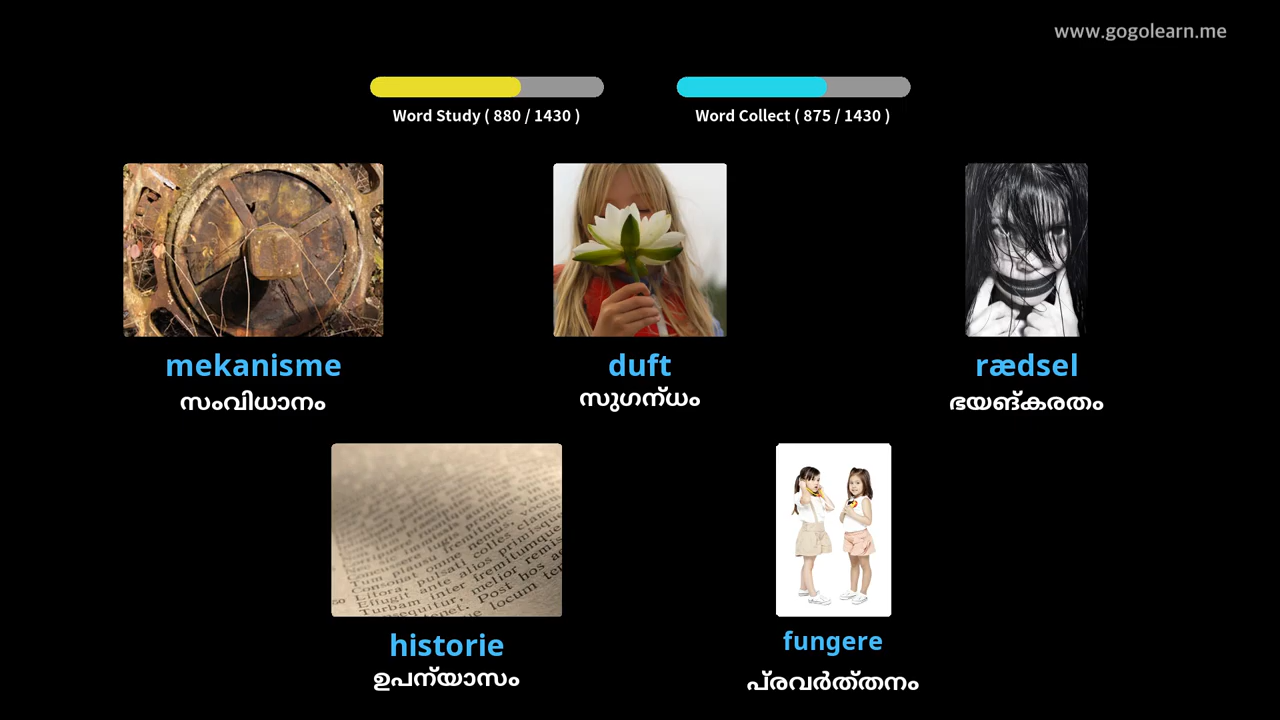 www.gogolearn.me
Word Study ( 880 / 1430 )
Word Collect ( 875 / 1430 )
mekanisme
സംവിധാനം
duft
സുഗന്ധം
rædsel
ഭയങ്കരതം
historie
ഉപന്യാസം
fungere
പ്രവർത്തനം